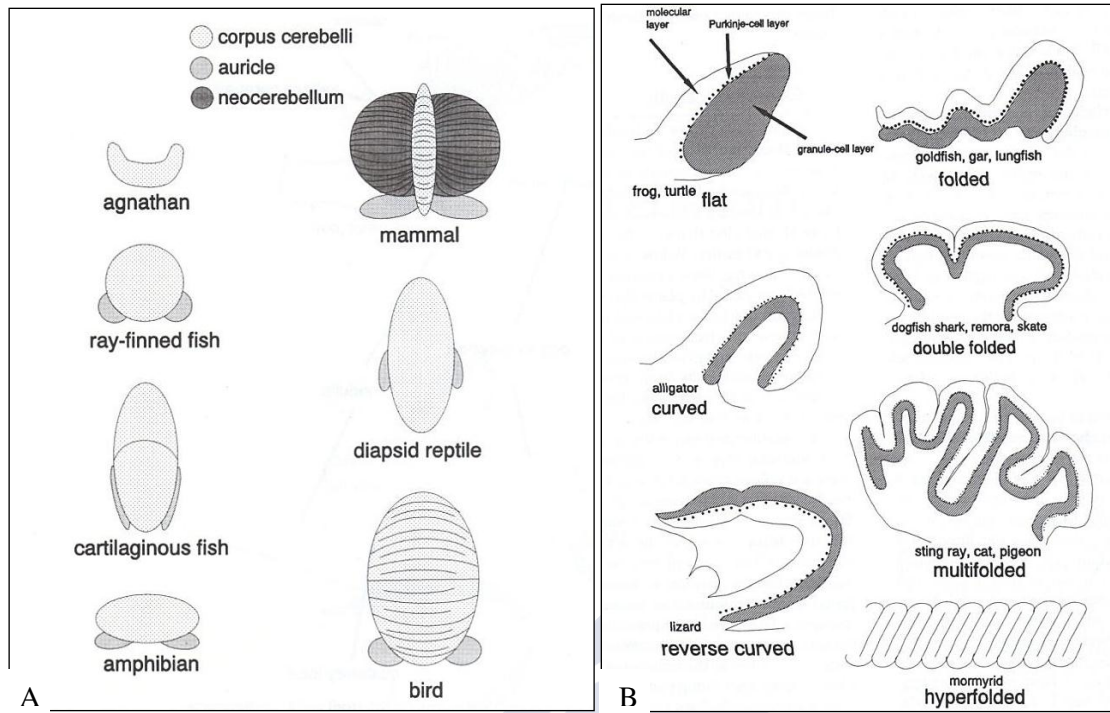 corpus cerebelli
auricle
neocerebellum
agnathan
ray-finned fish
cartilaginous fish
amphibian
mammal
diapsid reptile
bird
A
molecular
layer
Purkinje-cell layer
granule-cell layer
frog, turtle
flat
goldfish, gar, lungfish
folded
alligator
curved
dogfish shark, remora, skate
double folded
lizard
reverse curved
sting ray, cat, pigeon
multifolded
mormyrid
hyperfolded
B